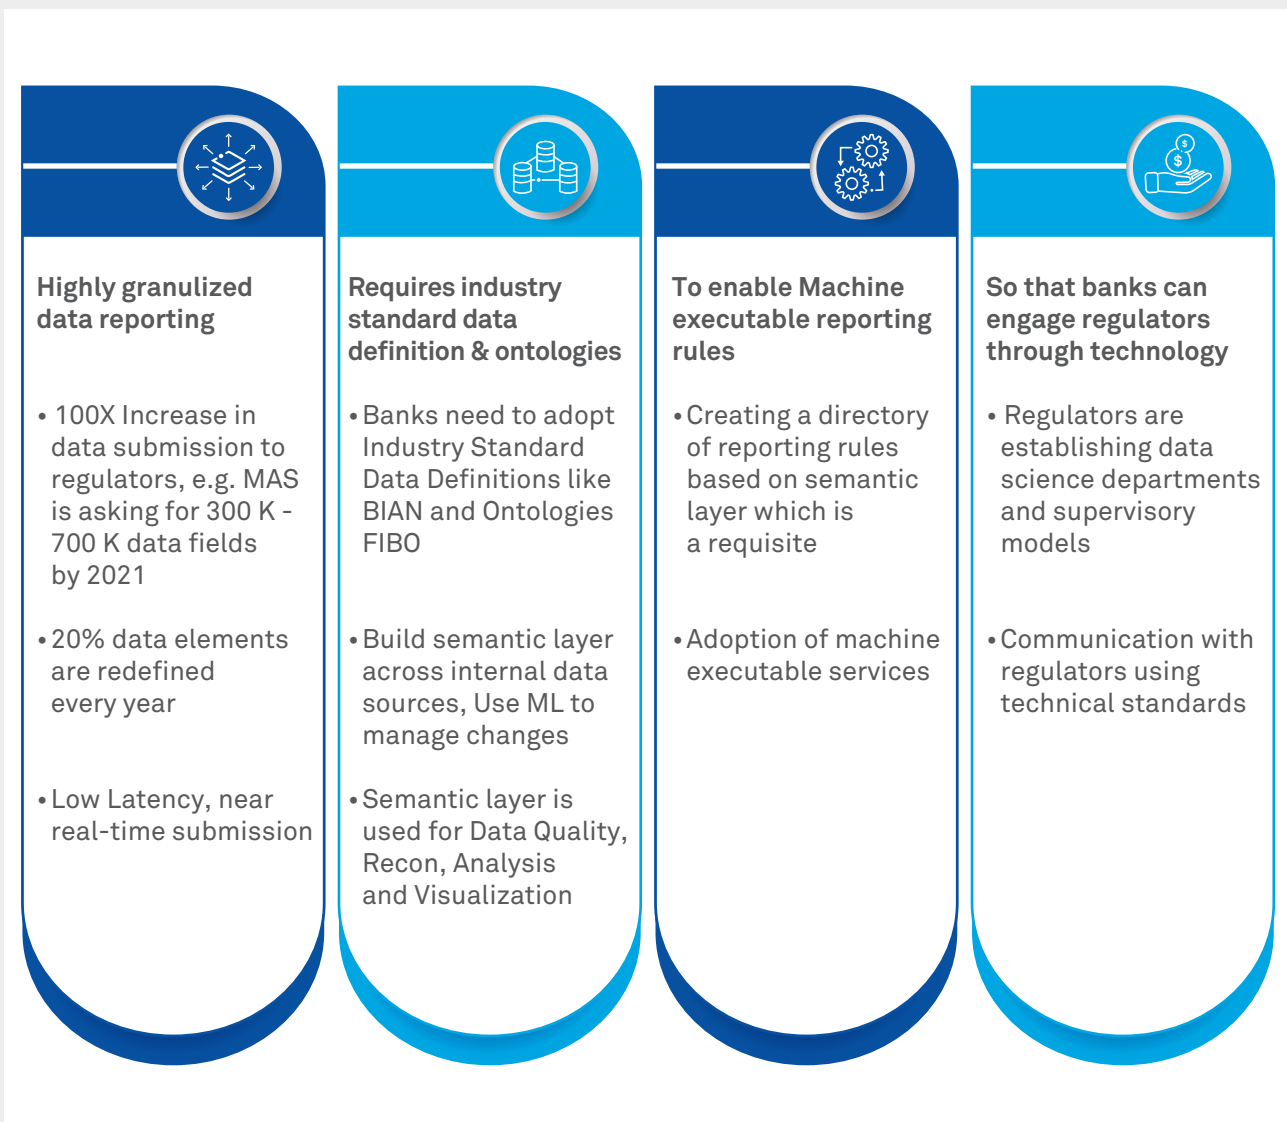 Highly granulized
data reporting
• 100X Increase in
data submission to
regulators, e.g. MAS
is asking for 300 K -
700 K data fields
by 2021
• 20% data elements
are redefined
every year
• Low Latency, near
real-time submission
Requires industry
standard data
definition & ontologies
• Banks need to adopt
Industry Standard
Data Definitions like
BIAN and Ontologies
FIBO
• Build semantic layer
across internal data
sources, Use ML to
manage changes
• Semantic layer is
used for Data Quality,
Recon, Analysis
and Visualization
To enable Machine
executable reporting
rules
• Creating a directory
of reporting rules
based on semantic
layer which is
a requisite
• Adoption of machine
executable services
So that banks can
engage regulators
through technology
• Regulators are
establishing data
science departments
and supervisory
models
• Communication with
regulators using
technical standards